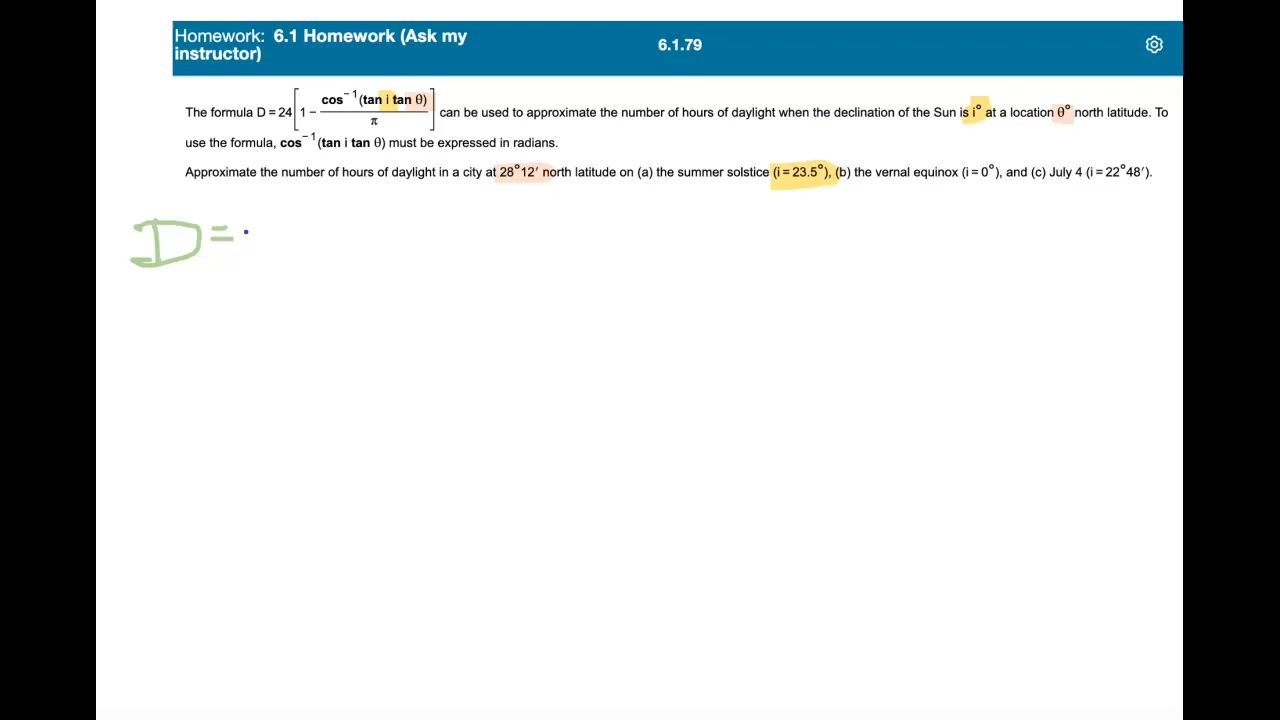 Homework: 6.1 Homework (Ask my
instructor)
6.1.79
The formula D = 24[1 − cos⁻¹(tan i tan θ)/π] can be used to approximate the number of hours of daylight when the declination of the Sun is i° at a location θ° north latitude. To
use the formula, cos⁻¹(tan i tan θ) must be expressed in radians.
Approximate the number of hours of daylight in a city at 28°12′ north latitude on (a) the summer solstice (i = 23.5°), (b) the vernal equinox (i = 0°), and (c) July 4 (i = 22°48′).
D =